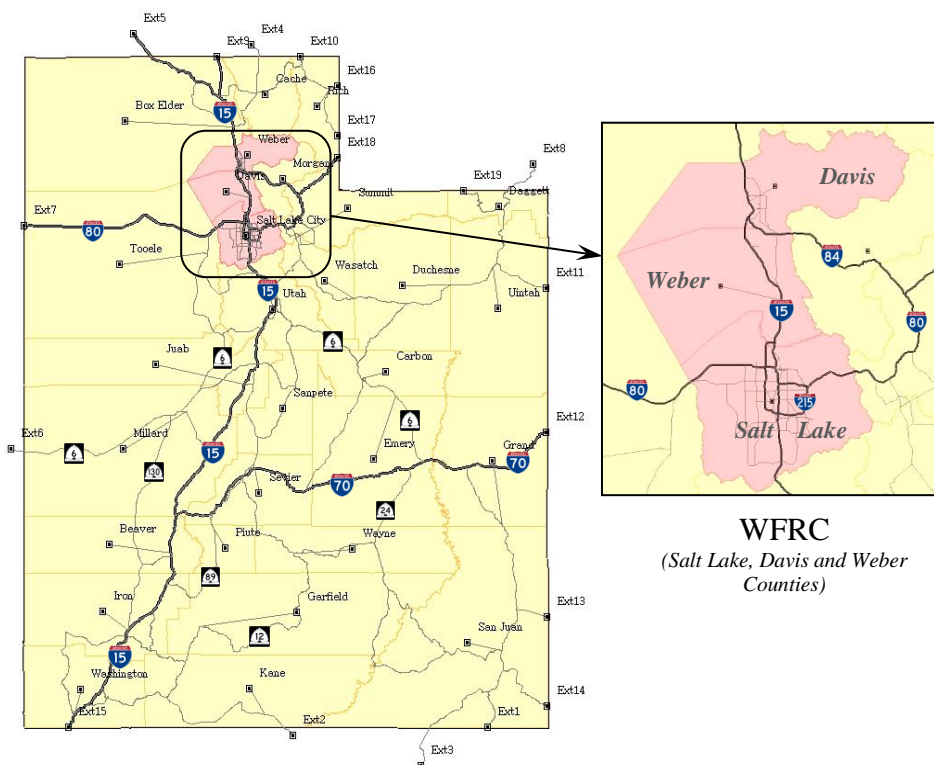 Ext5
Ext4
Ext9
Ext10
Ext16
Cache
Rich
Box Elder
15
Ext17
Weber
Ext18
Morgan
Ext8
Davis
Summit
Ext19
Daggett
Ext7
Salt Lake City
80
Tooele
Wasatch
Duchesne
Ext11
15
Utah
Uintah
6
6
Juab
Carbon
Sanpete
6
Ext12
Ext6
6
Millard
15
Emery
Grand
70
130
Sevier
70
24
Beaver
Piute
Wayne
89
Iron
Garfield
Ext13
12
San Juan
15
Washington
Kane
Ext14
Ext15
Ext2
Ext1
Ext3
Davis
84
Weber
15
80
80
215
Salt Lake
WFRC
(Salt Lake, Davis and Weber
Counties)